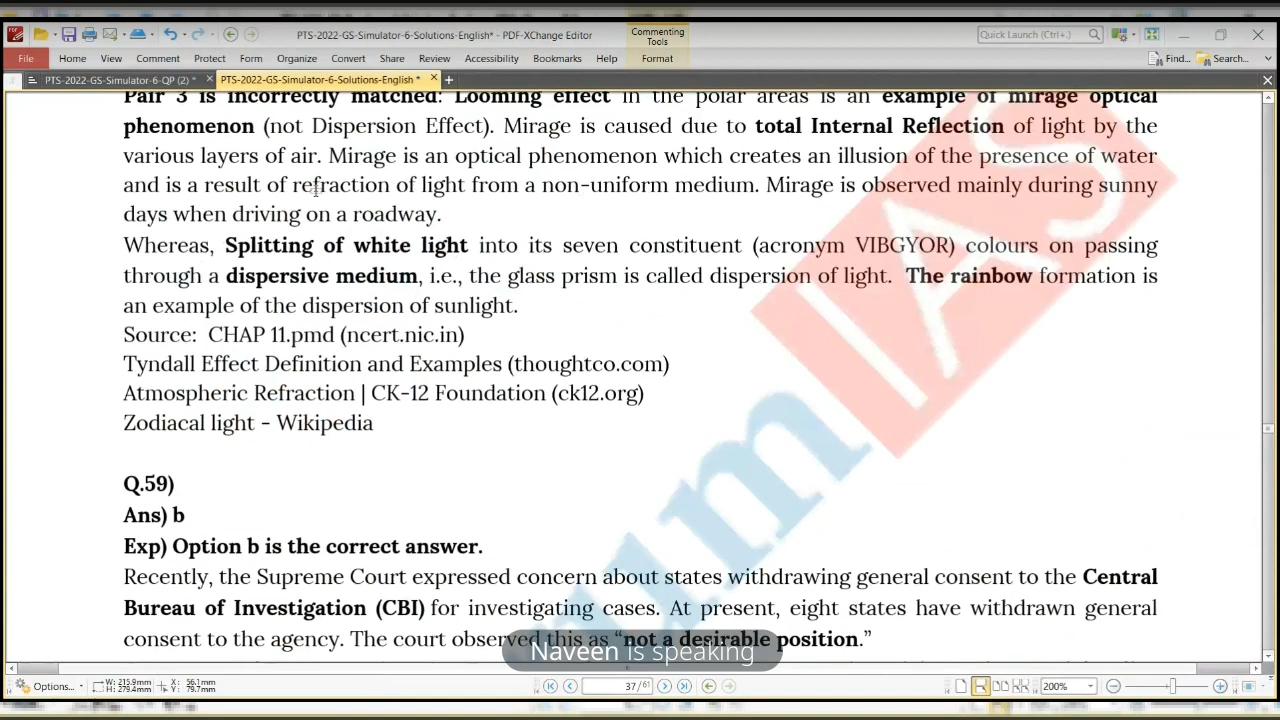 PTS-2022-GS-Simulator-6-Solutions-English* - PDF-XChange Editor
Commenting Tools
Quick Launch (Ctrl+.)
File Home View Comment Protect Form Organize Convert Share Review Accessibility Bookmarks Help Format Find... Search...
PTS-2022-GS-Simulator-6-QP (2) * PTS-2022-GS-Simulator-6-Solutions-English *
Pair 3 is incorrectly matched: Looming effect in the polar areas is an example of mirage optical
phenomenon (not Dispersion Effect). Mirage is caused due to total Internal Reflection of light by the
various layers of air. Mirage is an optical phenomenon which creates an illusion of the presence of water
and is a result of refraction of light from a non-uniform medium. Mirage is observed mainly during sunny
days when driving on a roadway.
Whereas, Splitting of white light into its seven constituent (acronym VIBGYOR) colours on passing
through a dispersive medium, i.e., the glass prism is called dispersion of light. The rainbow formation is
an example of the dispersion of sunlight.
Source: CHAP 11.pmd (ncert.nic.in)
Tyndall Effect Definition and Examples (thoughtco.com)
Atmospheric Refraction | CK-12 Foundation (ck12.org)
Zodiacal light - Wikipedia
Q.59)
Ans) b
Exp) Option b is the correct answer.
Recently, the Supreme Court expressed concern about states withdrawing general consent to the Central
Bureau of Investigation (CBI) for investigating cases. At present, eight states have withdrawn general
consent to the agency. The court observed this as “not a desirable position.”
Naveen is speaking
um IAS
Options... W: 215.9mm H: 279.4mm X: 56.1mm Y: 79.7mm 37/61 200%